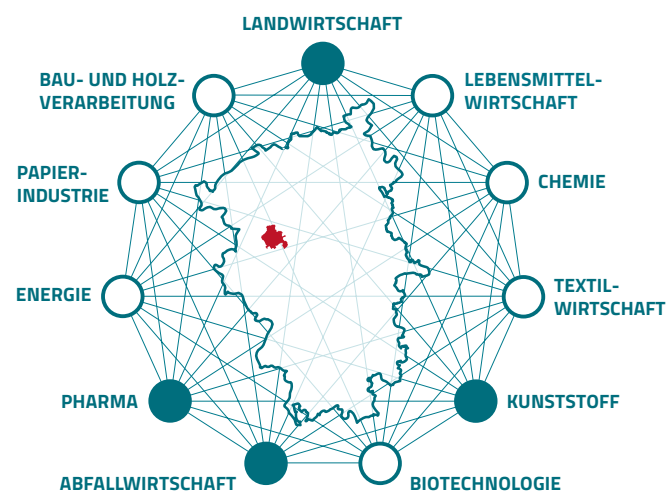 LANDWIRTSCHAFT
BAU- UND HOLZ-
VERARBEITUNG
LEBENSMITTEL-
WIRTSCHAFT
PAPIER-
INDUSTRIE
CHEMIE
ENERGIE
TEXTIL-
WIRTSCHAFT
PHARMA
KUNSTSTOFF
ABFALLWIRTSCHAFT
BIOTECHNOLOGIE